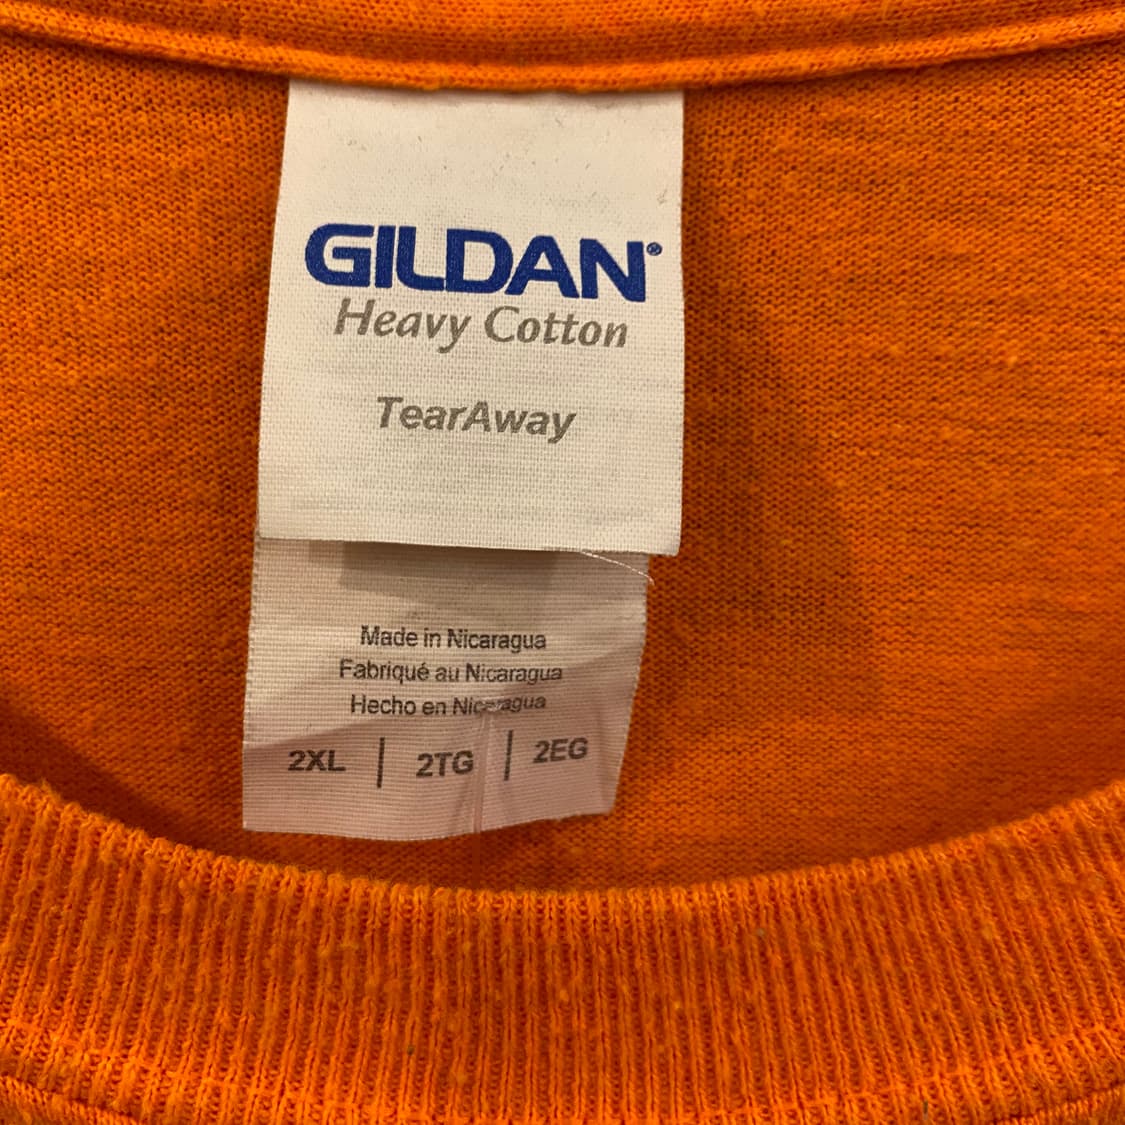 GILDAN®
Heavy Cotton
TearAway
Made in Nicaragua
Fabriqué au Nicaragua
Hecho en Nicaragua
2XL | 2TG | 2EG